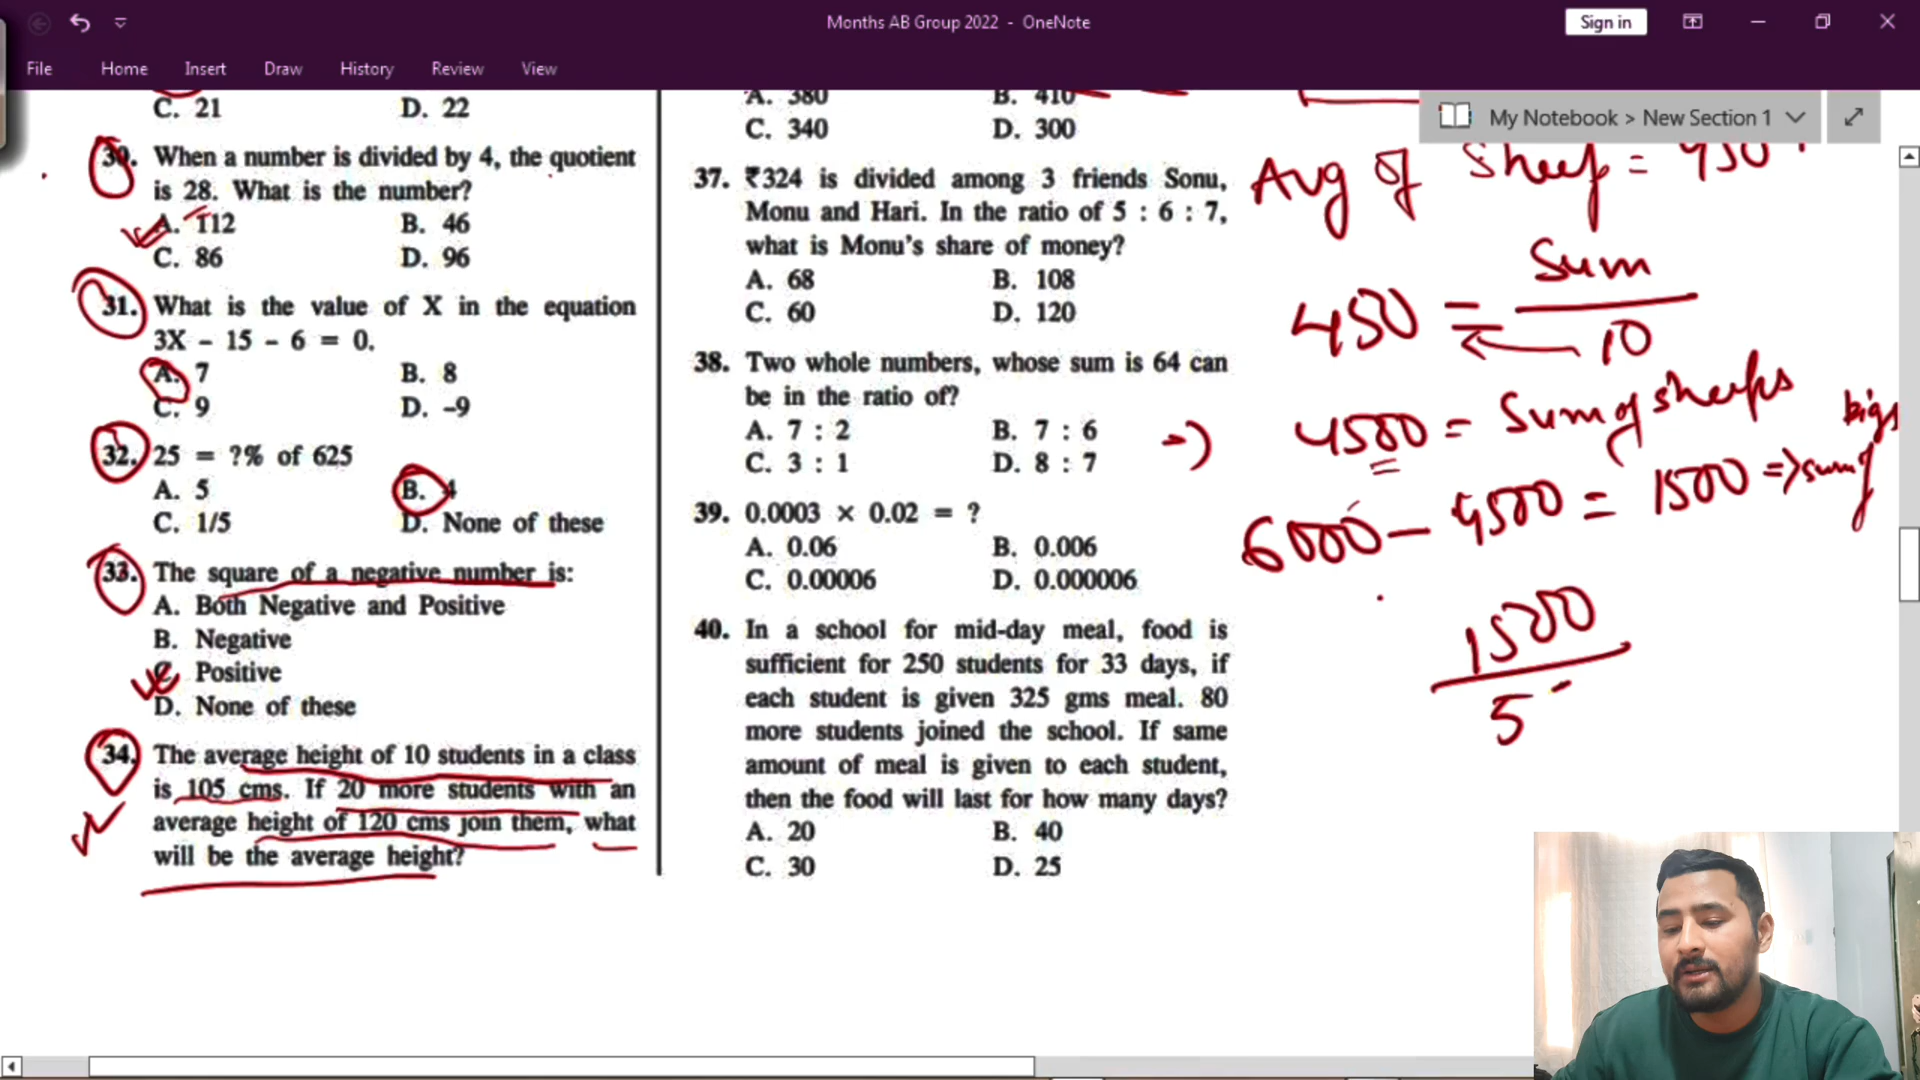 Months AB Group 2022 - OneNote
Sign in
File Home Insert Draw History Review View
My Notebook > New Section 1
C. 21 D. 22
30. When a number is divided by 4, the quotient
is 28. What is the number?
A. 112 B. 46
C. 86 D. 96
31. What is the value of X in the equation
3X – 15 – 6 = 0.
A. 7 B. 8
C. 9 D. –9
32. 25 = ?% of 625
A. 5 B. 4
C. 1/5 D. None of these
33. The square of a negative number is:
A. Both Negative and Positive
B. Negative
C Positive
D. None of these
34. The average height of 10 students in a class
is 105 cms. If 20 more students with an
average height of 120 cms join them, what
will be the average height?
A. 380 B. 410
C. 340 D. 300
37. ₹324 is divided among 3 friends Sonu,
Monu and Hari. In the ratio of 5 : 6 : 7,
what is Monu's share of money?
A. 68 B. 108
C. 60 D. 120
38. Two whole numbers, whose sum is 64 can
be in the ratio of?
A. 7 : 2 B. 7 : 6
C. 3 : 1 D. 8 : 7
39. 0.0003 × 0.02 = ?
A. 0.06 B. 0.006
C. 0.00006 D. 0.000006
40. In a school for mid-day meal, food is
sufficient for 250 students for 33 days, if
each student is given 325 gms meal. 80
more students joined the school. If same
amount of meal is given to each student,
then the food will last for how many days?
A. 20 B. 40
C. 30 D. 25
Avg of Sheep = 450
450 = Sum
10
=> 4500 = Sum of sheeps
6000 - 4500 = 1500 => sum of
pigs
1500
5